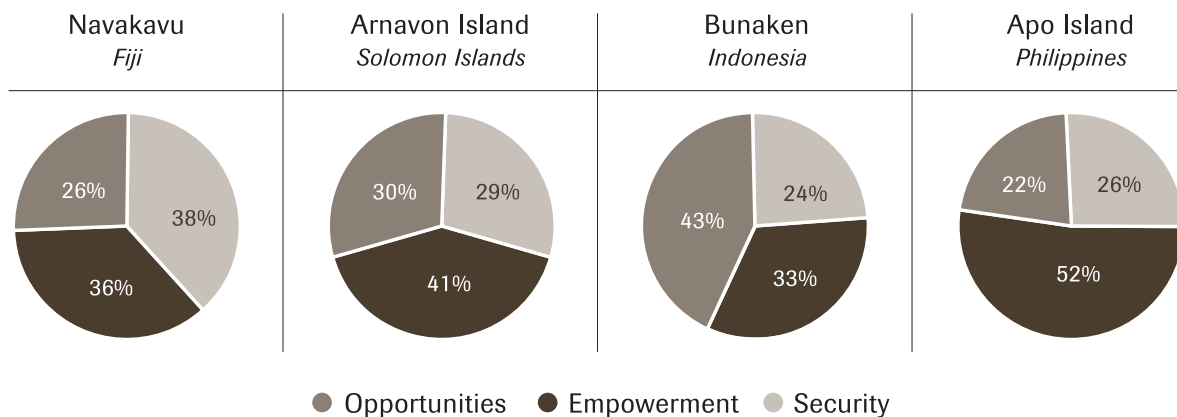 Navakavu
Fiji
Arnavon Island
Solomon Islands
Bunaken
Indonesia
Apo Island
Philippines
26%
38%
36%
30%
29%
41%
43%
24%
33%
22%
26%
52%
Opportunities
Empowerment
Security